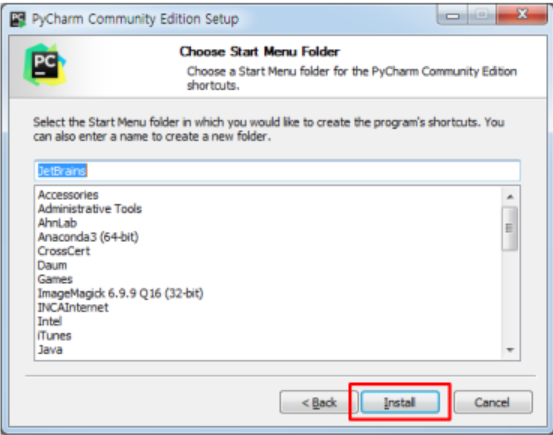 PyCharm Community Edition Setup
PC
Choose Start Menu Folder
Choose a Start Menu folder for the PyCharm Community Edition
shortcuts.
Select the Start Menu folder in which you would like to create the program's shortcuts. You
can also enter a name to create a new folder.
JetBrains
Accessories
Administrative Tools
AhnLab
Anaconda3 (64-bit)
CrossCert
Daum
Games
ImageMagick 6.9.9 Q16 (32-bit)
INCAInternet
Intel
iTunes
Java
< Back
Install
Cancel